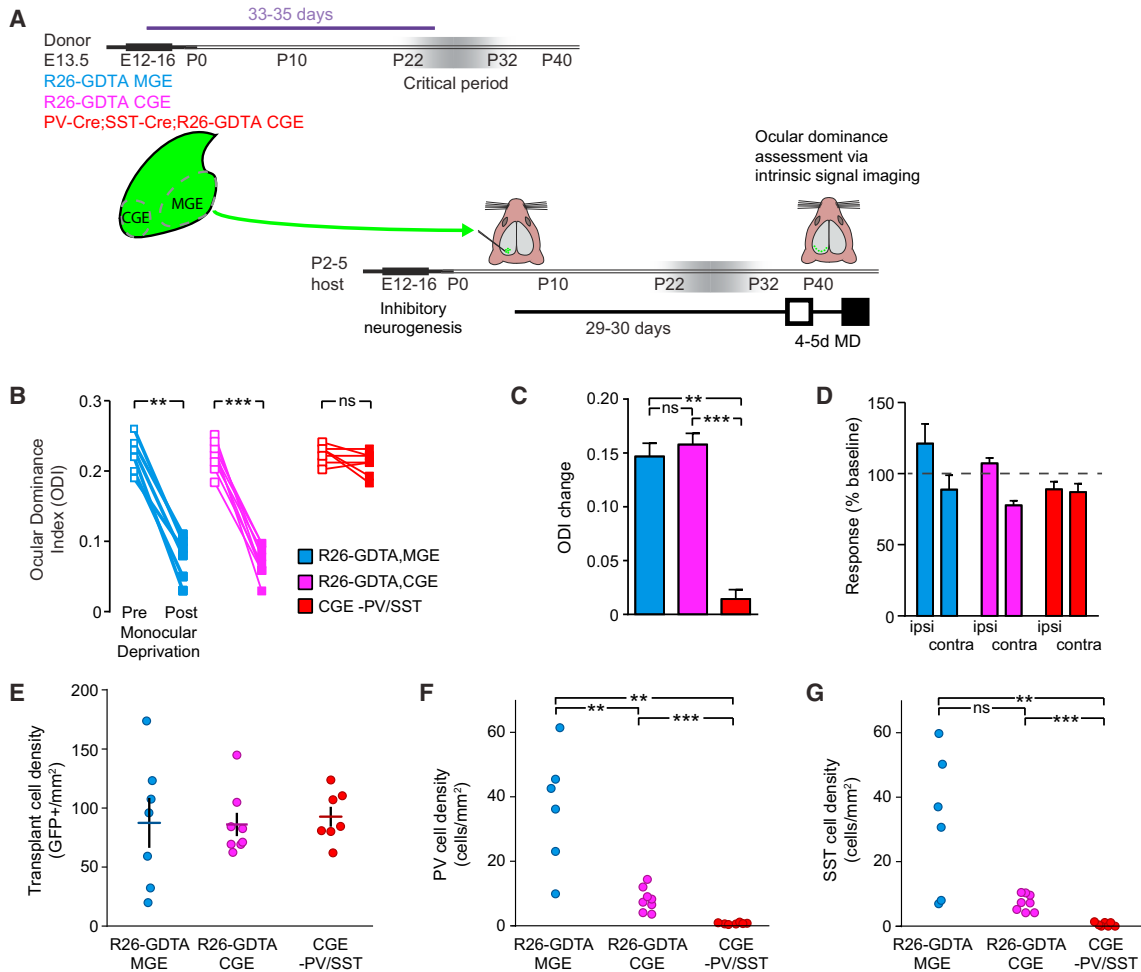 A
33-35 days
Donor
E13.5
E12-16
P0
P10
P22
P32
P40
Critical period
R26-GDTA MGE
R26-GDTA CGE
PV-Cre;SST-Cre;R26-GDTA CGE
CGE
MGE
Ocular dominance
assessment via
intrinsic signal imaging
P2-5
host
E12-16
P0
P10
P22
P32
P40
Inhibitory
neurogenesis
29-30 days
4-5d MD
B
Ocular Dominance
Index (ODI)
0.3
0.2
0.1
0
**
***
ns
Pre
Post
Monocular
Deprivation
R26-GDTA,MGE
R26-GDTA,CGE
CGE -PV/SST
C
ODI change
0.20
0.15
0.10
0.05
0
**
ns
***
D
Response (% baseline)
150
100
50
0
ipsi
contra
ipsi
contra
ipsi
contra
E
Transplant cell density
(GFP+/mm²)
200
150
100
50
0
R26-GDTA
MGE
R26-GDTA
CGE
CGE
-PV/SST
F
PV cell density
(cells/mm²)
60
40
20
0
**
**
***
R26-GDTA
MGE
R26-GDTA
CGE
CGE
-PV/SST
G
SST cell density
(cells/mm²)
60
40
20
0
**
ns
***
R26-GDTA
MGE
R26-GDTA
CGE
CGE
-PV/SST